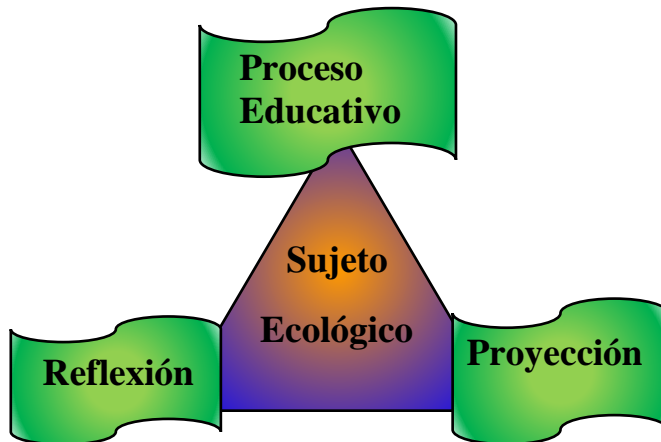 Proceso
Educativo
Sujeto
Ecológico
Reflexión
Proyección